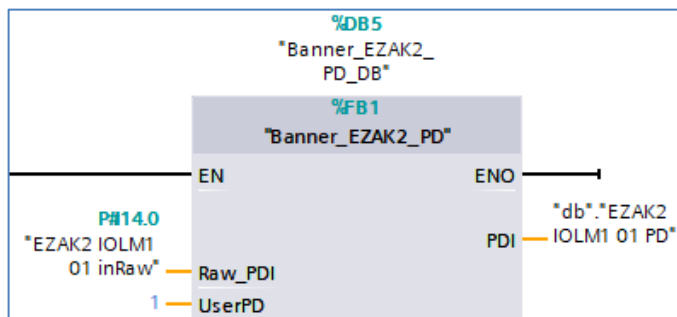 %DB5
"Banner_EZAK2_
PD_DB"
%FB1
"Banner_EZAK2_PD"
EN
ENO
P#14.0
"EZAK2 IOLM1
01 inRaw"
Raw_PDI
"db"."EZAK2
IOLM1 01 PD"
PDI
1
UserPD